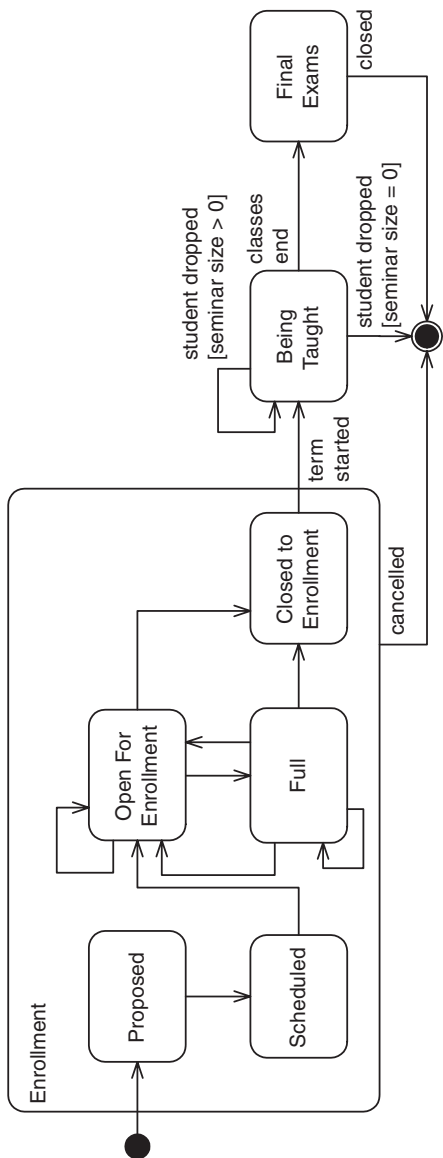 Enrollment
Proposed
Scheduled
Open For
Enrollment
Full
Closed to
Enrollment
cancelled
term
started
student dropped
[seminar size > 0]
Being
Taught
classes
end
student dropped
[seminar size = 0]
Final
Exams
closed